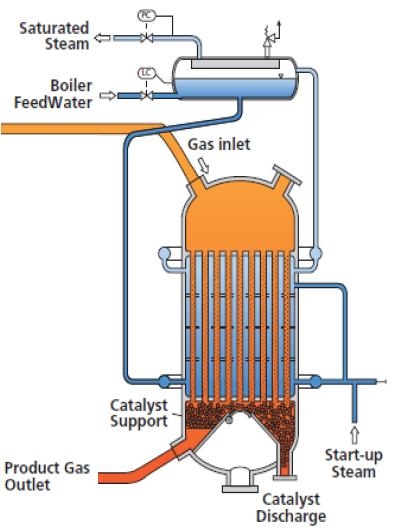 PC
Saturated
Steam
LC
Boiler
FeedWater
Gas inlet
Catalyst
Support
Product Gas
Outlet
Start-up
Steam
Catalyst
Discharge